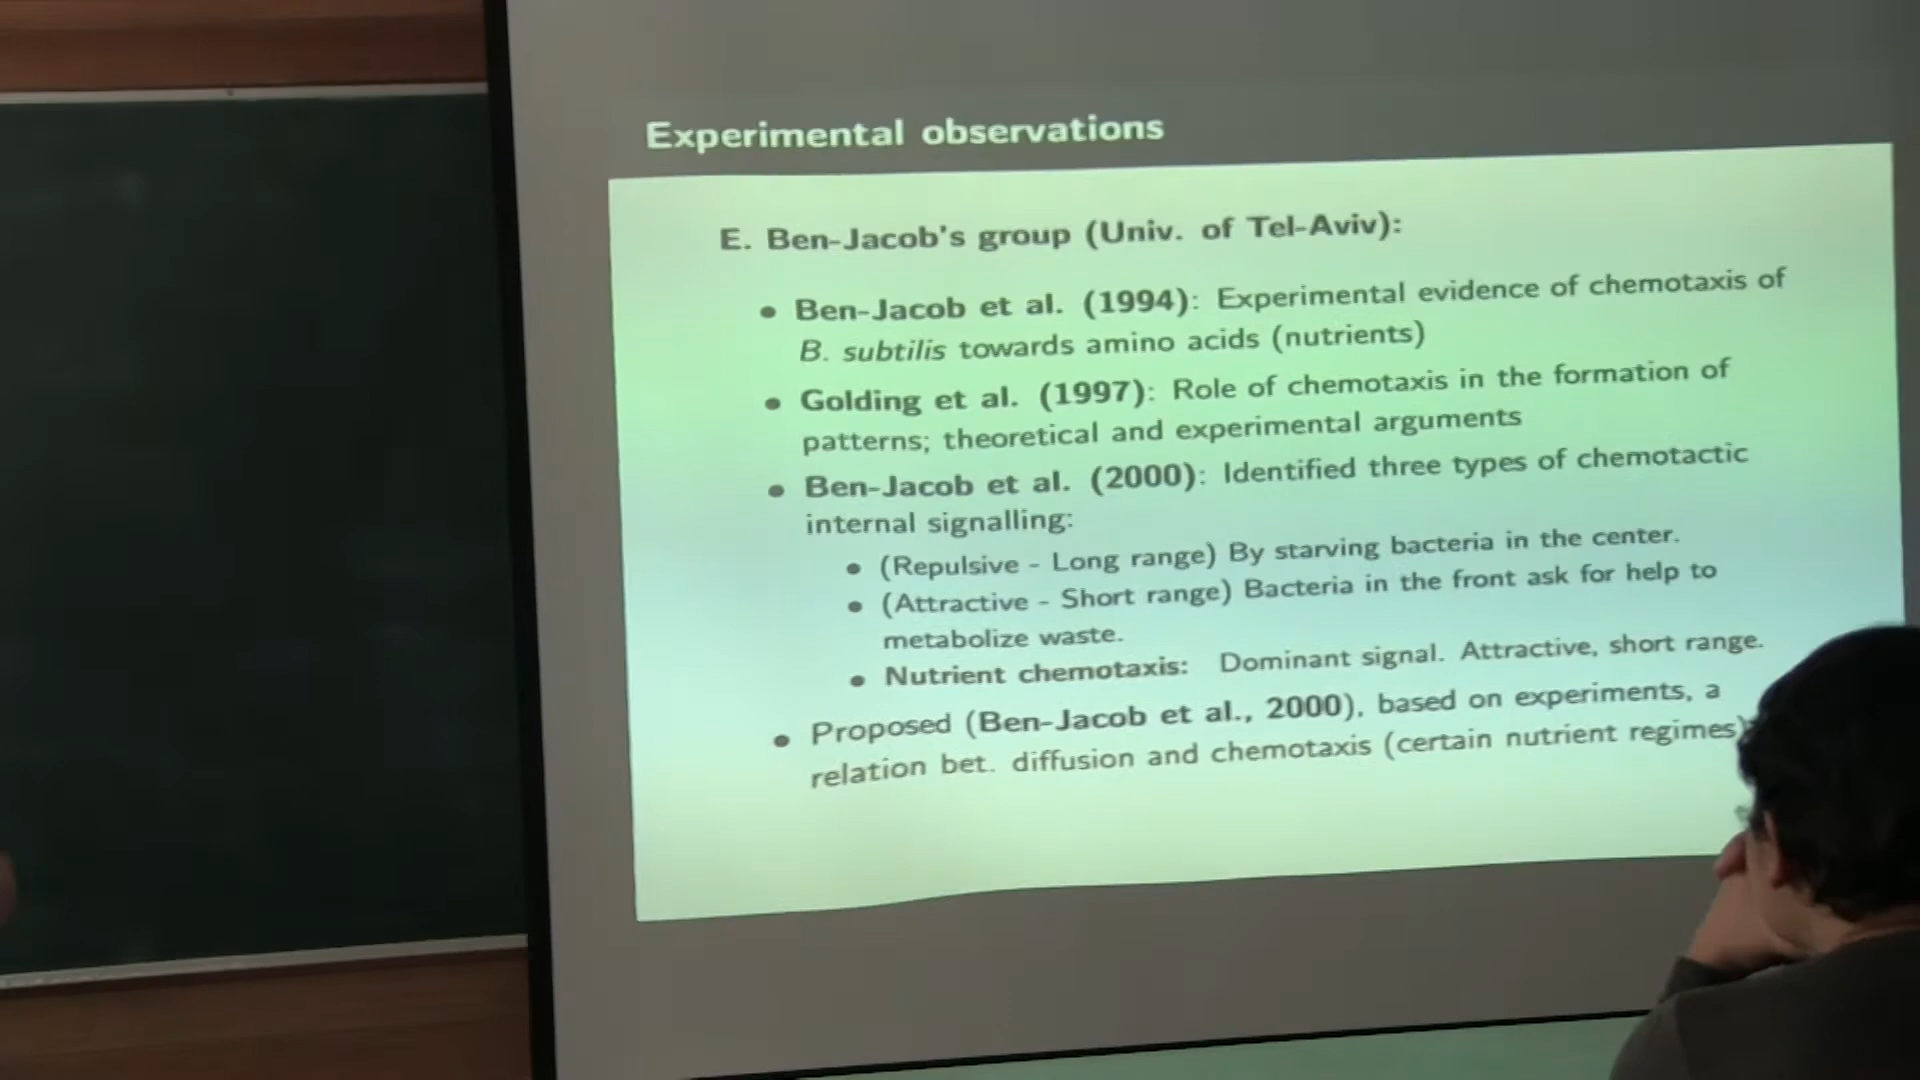 Experimental observations
E. Ben-Jacob's group (Univ. of Tel-Aviv):
• Ben-Jacob et al. (1994): Experimental evidence of chemotaxis of
B. subtilis towards amino acids (nutrients)
• Golding et al. (1997): Role of chemotaxis in the formation of
patterns; theoretical and experimental arguments
• Ben-Jacob et al. (2000): Identified three types of chemotactic
internal signalling:
• (Repulsive - Long range) By starving bacteria in the center.
• (Attractive - Short range) Bacteria in the front ask for help to
metabolize waste.
• Nutrient chemotaxis: Dominant signal. Attractive, short range.
• Proposed (Ben-Jacob et al., 2000), based on experiments, a
relation bet. diffusion and chemotaxis (certain nutrient regimes)